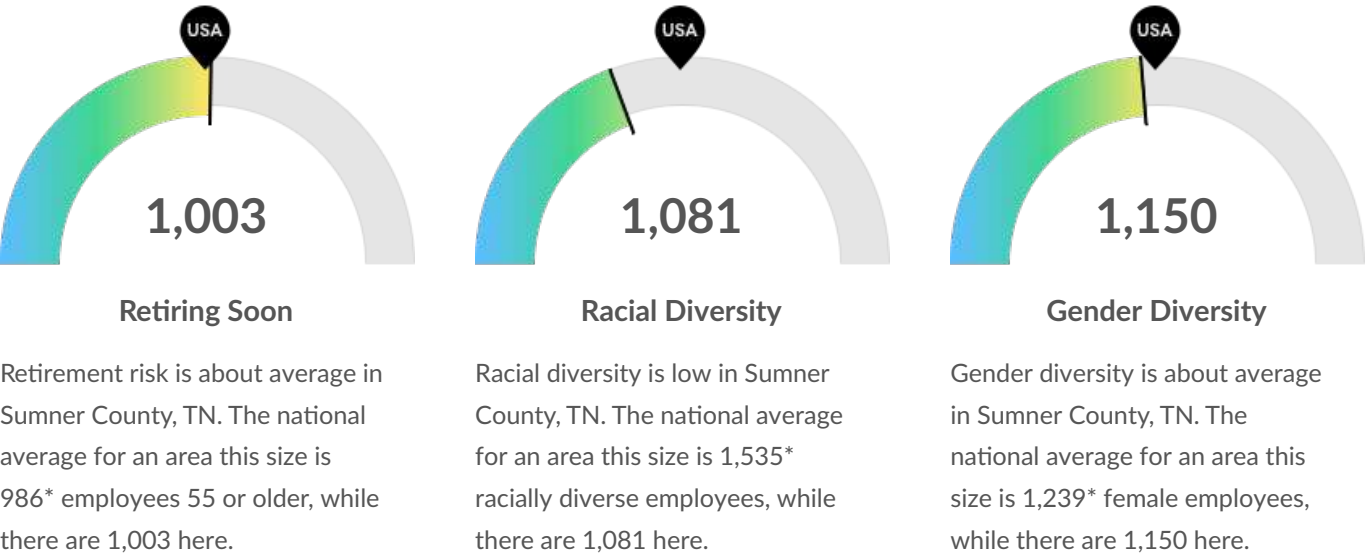 USA
1,003
Retiring Soon
Retirement risk is about average in
Sumner County, TN. The national
average for an area this size is
986* employees 55 or older, while
there are 1,003 here.
USA
1,081
Racial Diversity
Racial diversity is low in Sumner
County, TN. The national average
for an area this size is 1,535*
racially diverse employees, while
there are 1,081 here.
USA
1,150
Gender Diversity
Gender diversity is about average
in Sumner County, TN. The
national average for an area this
size is 1,239* female employees,
while there are 1,150 here.